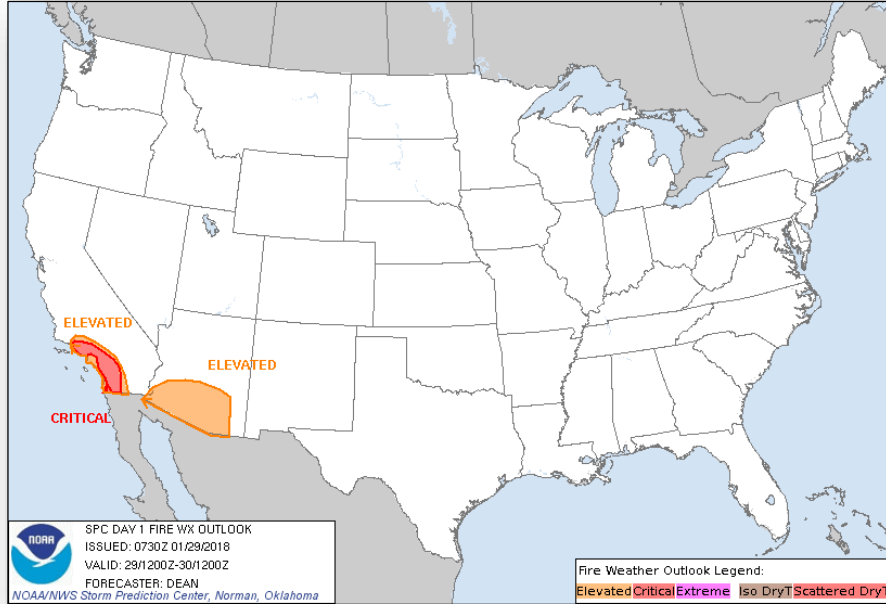 ELEVATED
ELEVATED
CRITICAL
SPC DAY 1 FIRE WX OUTLOOK
ISSUED: 0730Z 01/29/2018
VALID: 29/1200Z-30/1200Z
FORECASTER: DEAN
NOAA
NOAA/NWS Storm Prediction Center, Norman, Oklahoma
Fire Weather Outlook Legend:
Elevated Critical Extreme Iso DryT Scattered DryT